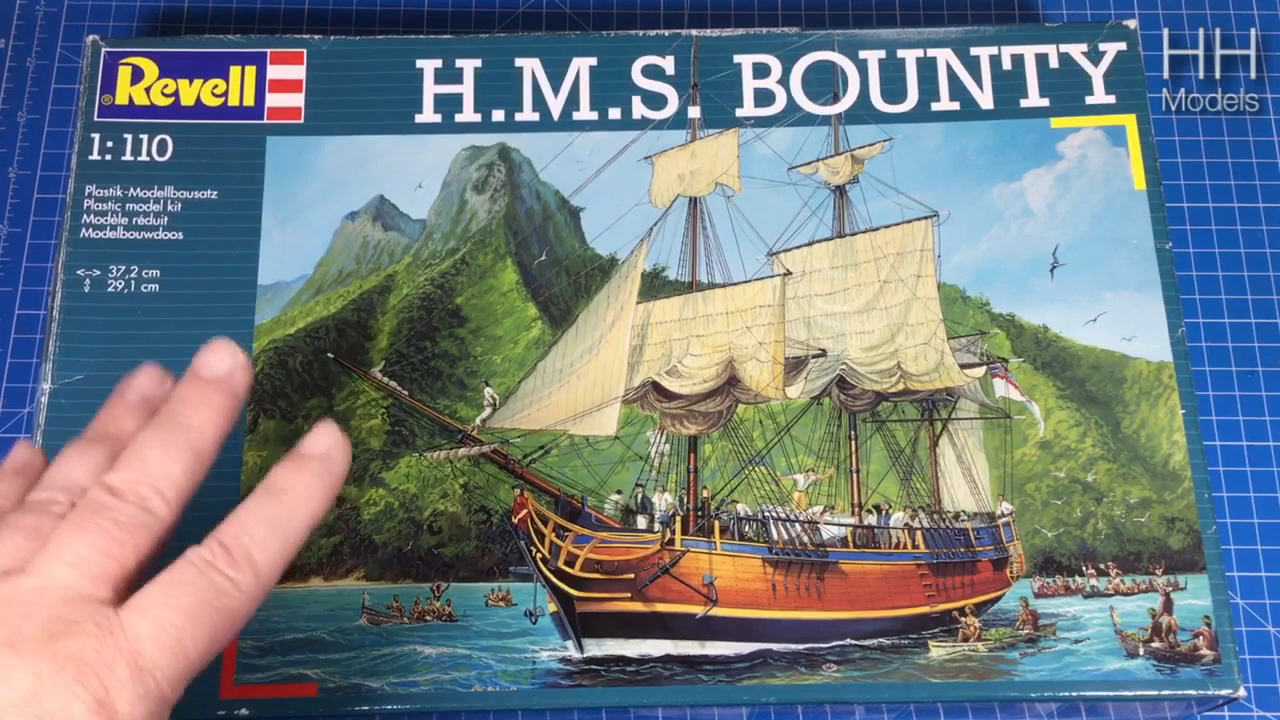 ®Revell
H.M.S. BOUNTY
HH
Models
1:110
Plastik-Modellbausatz
Plastic model kit
Modèle réduit
Modelbouwdoos
<-> 37,2 cm
29,1 cm